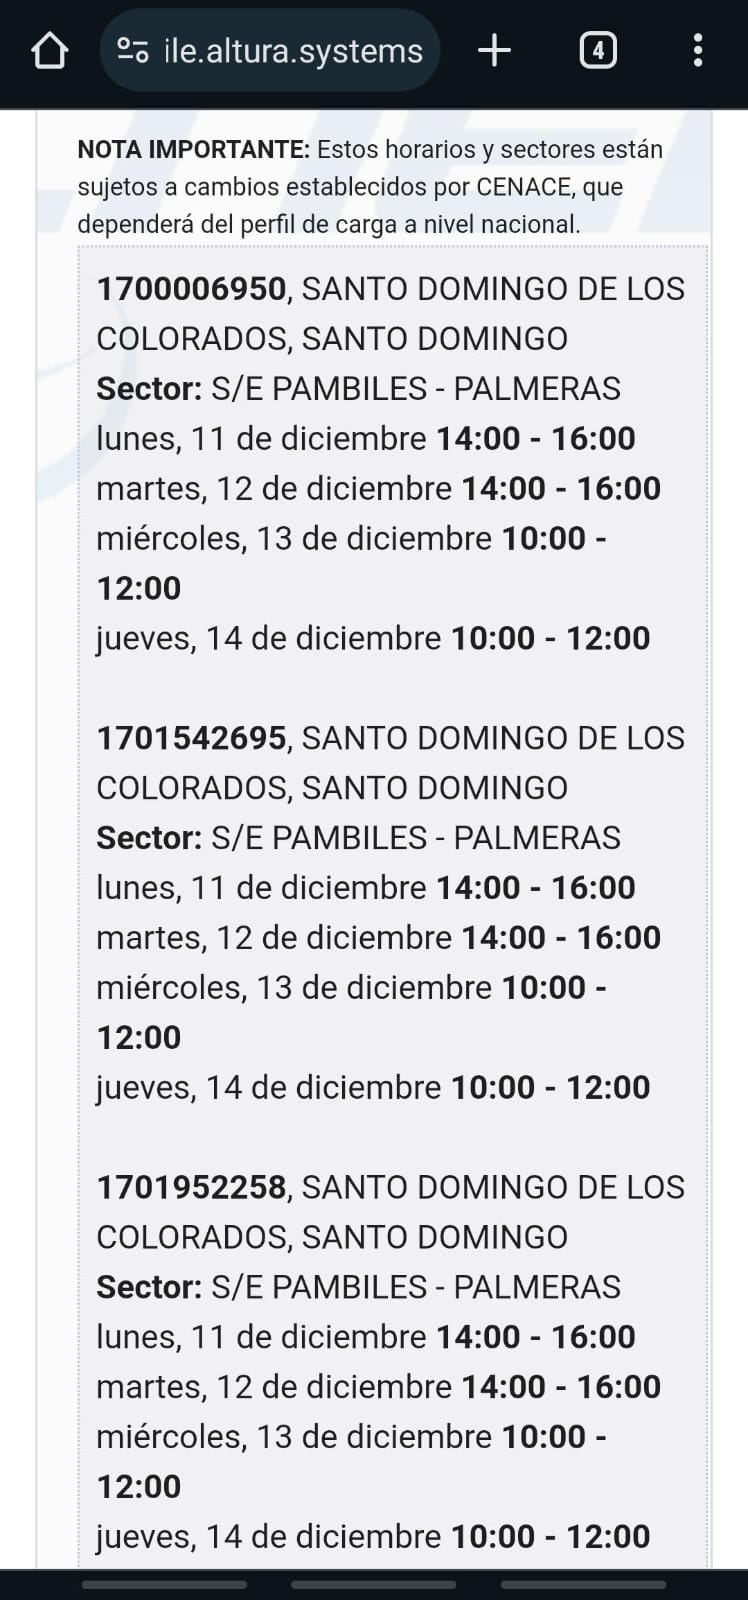 ile.altura.systems
4
NOTA IMPORTANTE: Estos horarios y sectores están
sujetos a cambios establecidos por CENACE, que
dependerá del perfil de carga a nivel nacional.
1700006950, SANTO DOMINGO DE LOS
COLORADOS, SANTO DOMINGO
Sector: S/E PAMBILES - PALMERAS
lunes, 11 de diciembre 14:00 - 16:00
martes, 12 de diciembre 14:00 - 16:00
miércoles, 13 de diciembre 10:00 -
12:00
jueves, 14 de diciembre 10:00 - 12:00
1701542695, SANTO DOMINGO DE LOS
COLORADOS, SANTO DOMINGO
Sector: S/E PAMBILES - PALMERAS
lunes, 11 de diciembre 14:00 - 16:00
martes, 12 de diciembre 14:00 - 16:00
miércoles, 13 de diciembre 10:00 -
12:00
jueves, 14 de diciembre 10:00 - 12:00
1701952258, SANTO DOMINGO DE LOS
COLORADOS, SANTO DOMINGO
Sector: S/E PAMBILES - PALMERAS
lunes, 11 de diciembre 14:00 - 16:00
martes, 12 de diciembre 14:00 - 16:00
miércoles, 13 de diciembre 10:00 -
12:00
jueves, 14 de diciembre 10:00 - 12:00